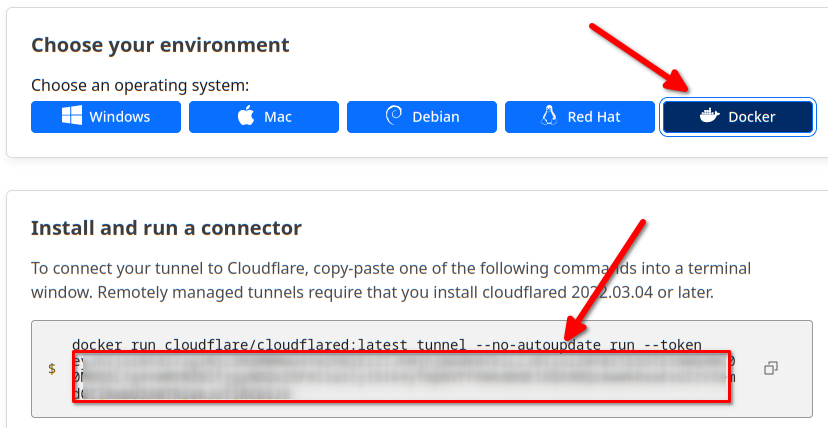 Choose your environment
Choose an operating system:
Windows Mac Debian Red Hat Docker
Install and run a connector
To connect your tunnel to Cloudflare, copy-paste one of the following commands into a terminal
window. Remotely managed tunnels require that you install cloudflared 2022.03.04 or later.
docker run cloudflare/cloudflared:latest tunnel --no-autoupdate run --token
$